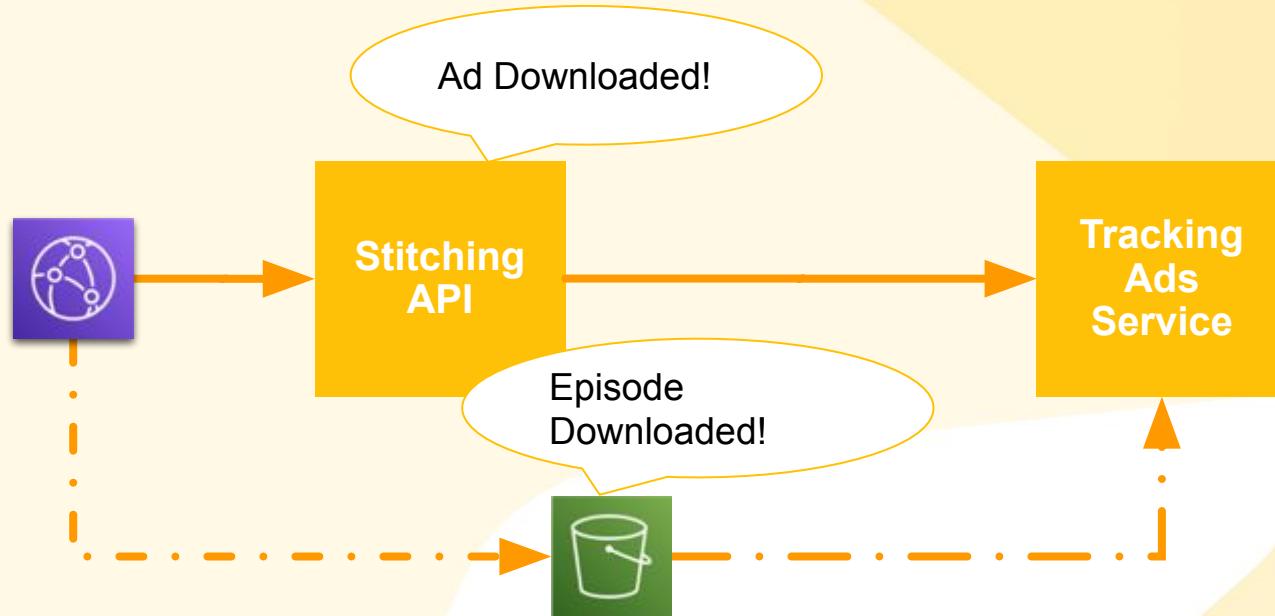 Ad Downloaded!
Stitching
API
Tracking
Ads
Service
Episode
Downloaded!